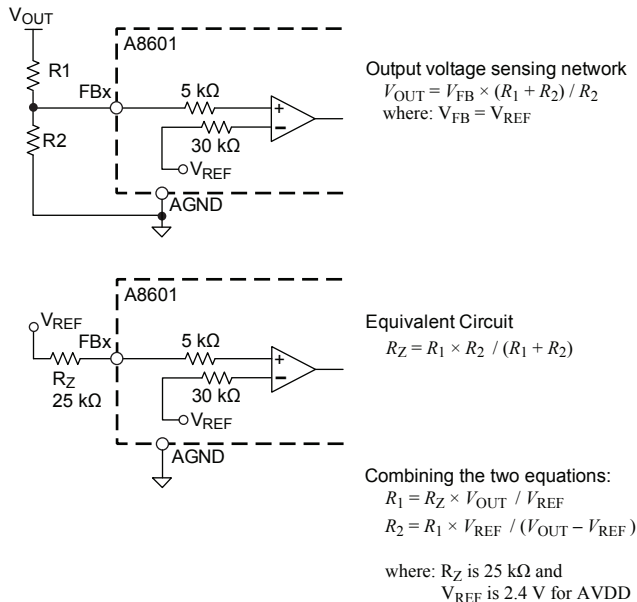 VOUT
A8601
R1
FBx
5 kΩ
+
R2
–
30 kΩ
VREF
AGND
Output voltage sensing network
VOUT = VFB × (R1 + R2) / R2
where: VFB = VREF
A8601
VREF
FBx
5 kΩ
+
RZ
25 kΩ
–
30 kΩ
VREF
AGND
Equivalent Circuit
RZ = R1 × R2 / (R1 + R2)
Combining the two equations:
R1 = RZ × VOUT / VREF
R2 = R1 × VREF / (VOUT – VREF)
where: RZ is 25 kΩ and
VREF is 2.4 V for AVDD